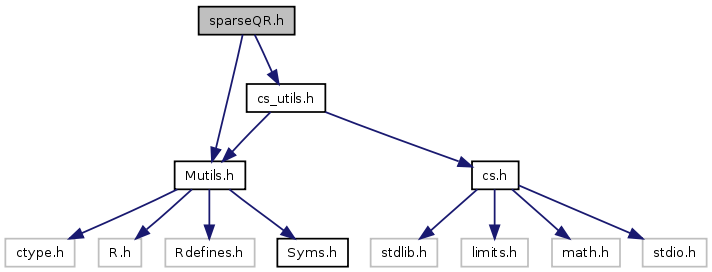 sparseQR.h
cs_utils.h
Mutils.h
cs.h
ctype.h
R.h
Rdefines.h
Syms.h
stdlib.h
limits.h
math.h
stdio.h